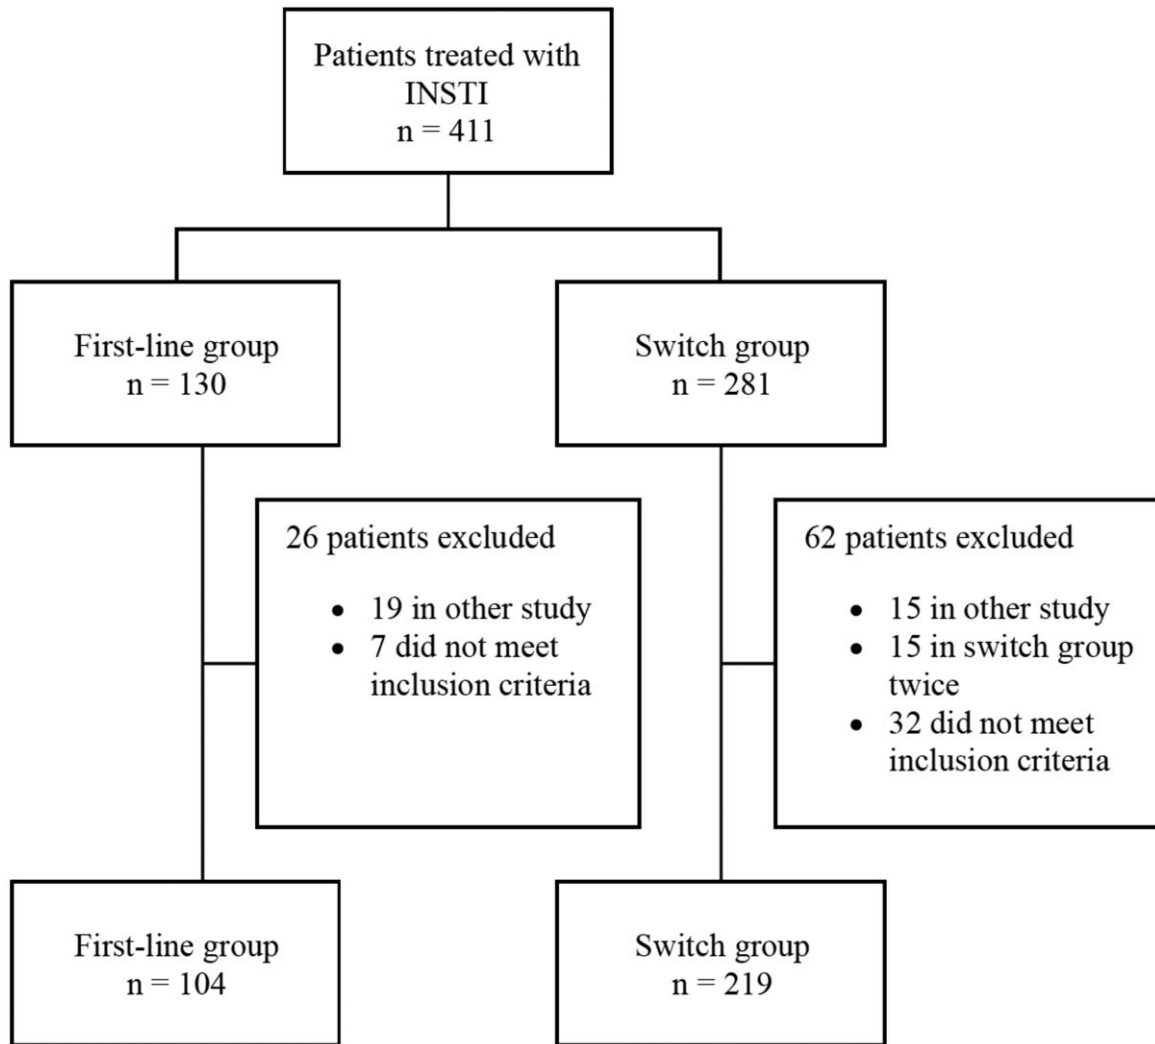 Patients treated with
INSTI
n = 411
First-line group
n = 130
Switch group
n = 281
26 patients excluded
• 19 in other study
• 7 did not meet
inclusion criteria
62 patients excluded
• 15 in other study
• 15 in switch group
twice
• 32 did not meet
inclusion criteria
First-line group
n = 104
Switch group
n = 219